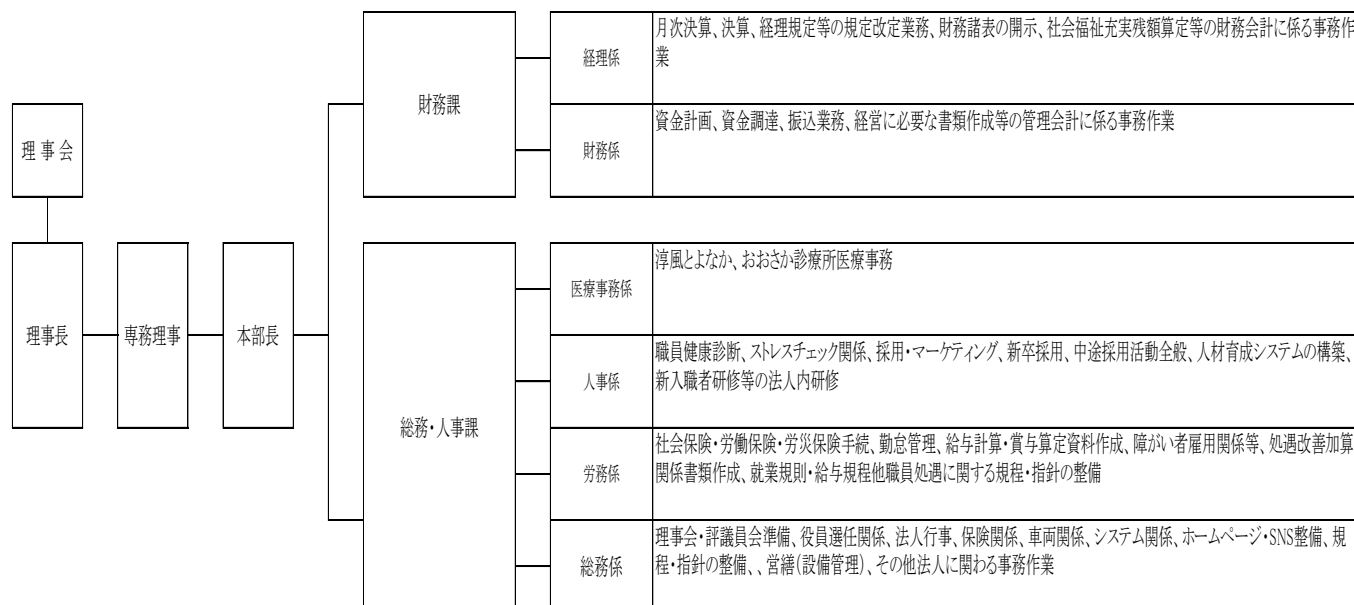 理事会
理事長
専務理事
本部長
財務課
経理係
月次決算、決算、経理規定等の規定改定業務、財務諸表の開示、社会福祉充実残額算定等の財務会計に係る事務作
業
財務係
資金計画、資金調達、振込業務、経営に必要な書類作成等の管理会計に係る事務作業
総務・人事課
医療事務係
淳風とよなか、おおさか診療所医療事務
人事係
職員健康診断、ストレスチェック関係、採用・マーケティング、新卒採用、中途採用活動全般、人材育成システムの構築、
新入職者研修等の法人内研修
労務係
社会保険・労働保険・労災保険手続、勤怠管理、給与計算・賞与算定資料作成、障がい者雇用関係等、処遇改善加算
関係書類作成、就業規則・給与規程他職員処遇に関する規程・指針の整備
総務係
理事会・評議員会準備、役員選任関係、法人行事、保険関係、車両関係、システム関係、ホームページ・SNS整備、規
程・指針の整備、、営繕（設備管理）、その他法人に関わる事務作業